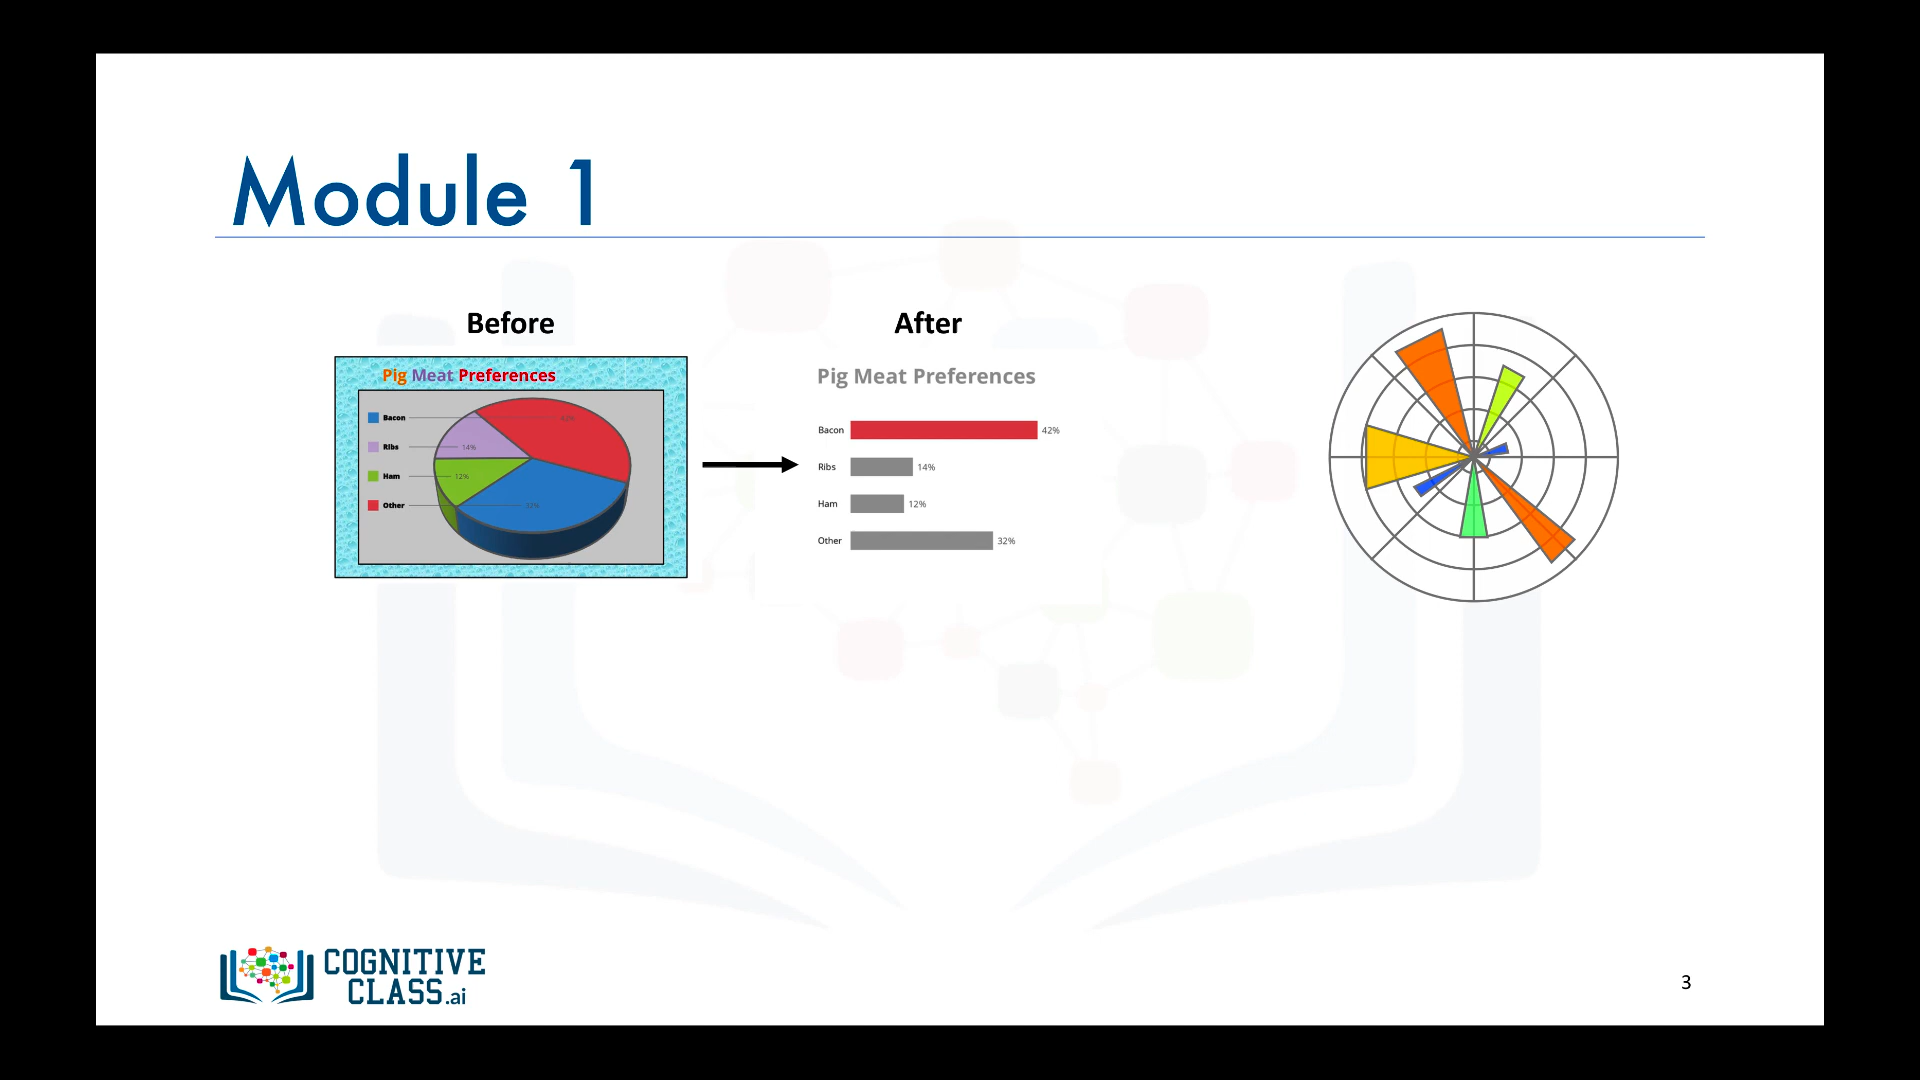 Module 1
Before
Pig Meat Preferences
Bacon
42%
Ribs
14%
Ham
12%
Other
32%
After
Pig Meat Preferences
Bacon 42%
Ribs 14%
Ham 12%
Other 32%
COGNITIVE
CLASS.ai
3